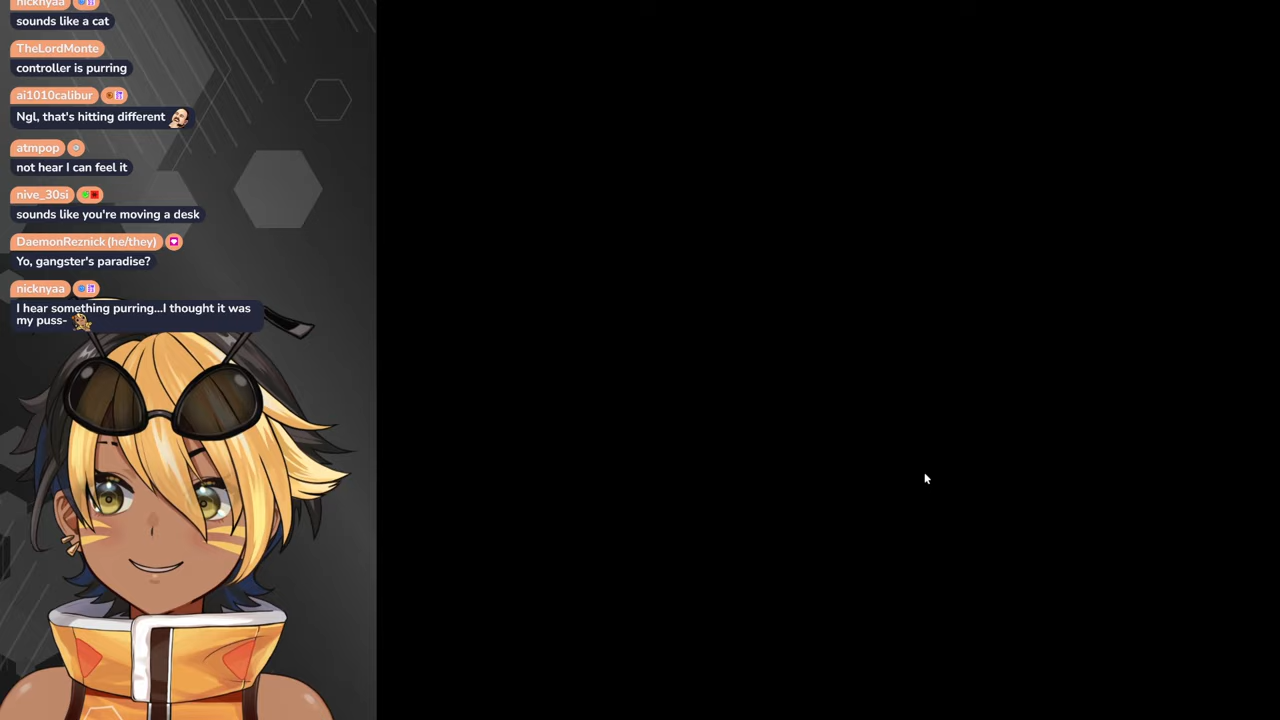 nicknyaa
sounds like a cat
TheLordMonte
controller is purring
ai1010calibur
Ngl, that's hitting different
atmpop
not hear I can feel it
nive_30si
sounds like you're moving a desk
DaemonReznick (he/they)
Yo, gangster's paradise?
nicknyaa
I hear something purring...I thought it was
my puss-